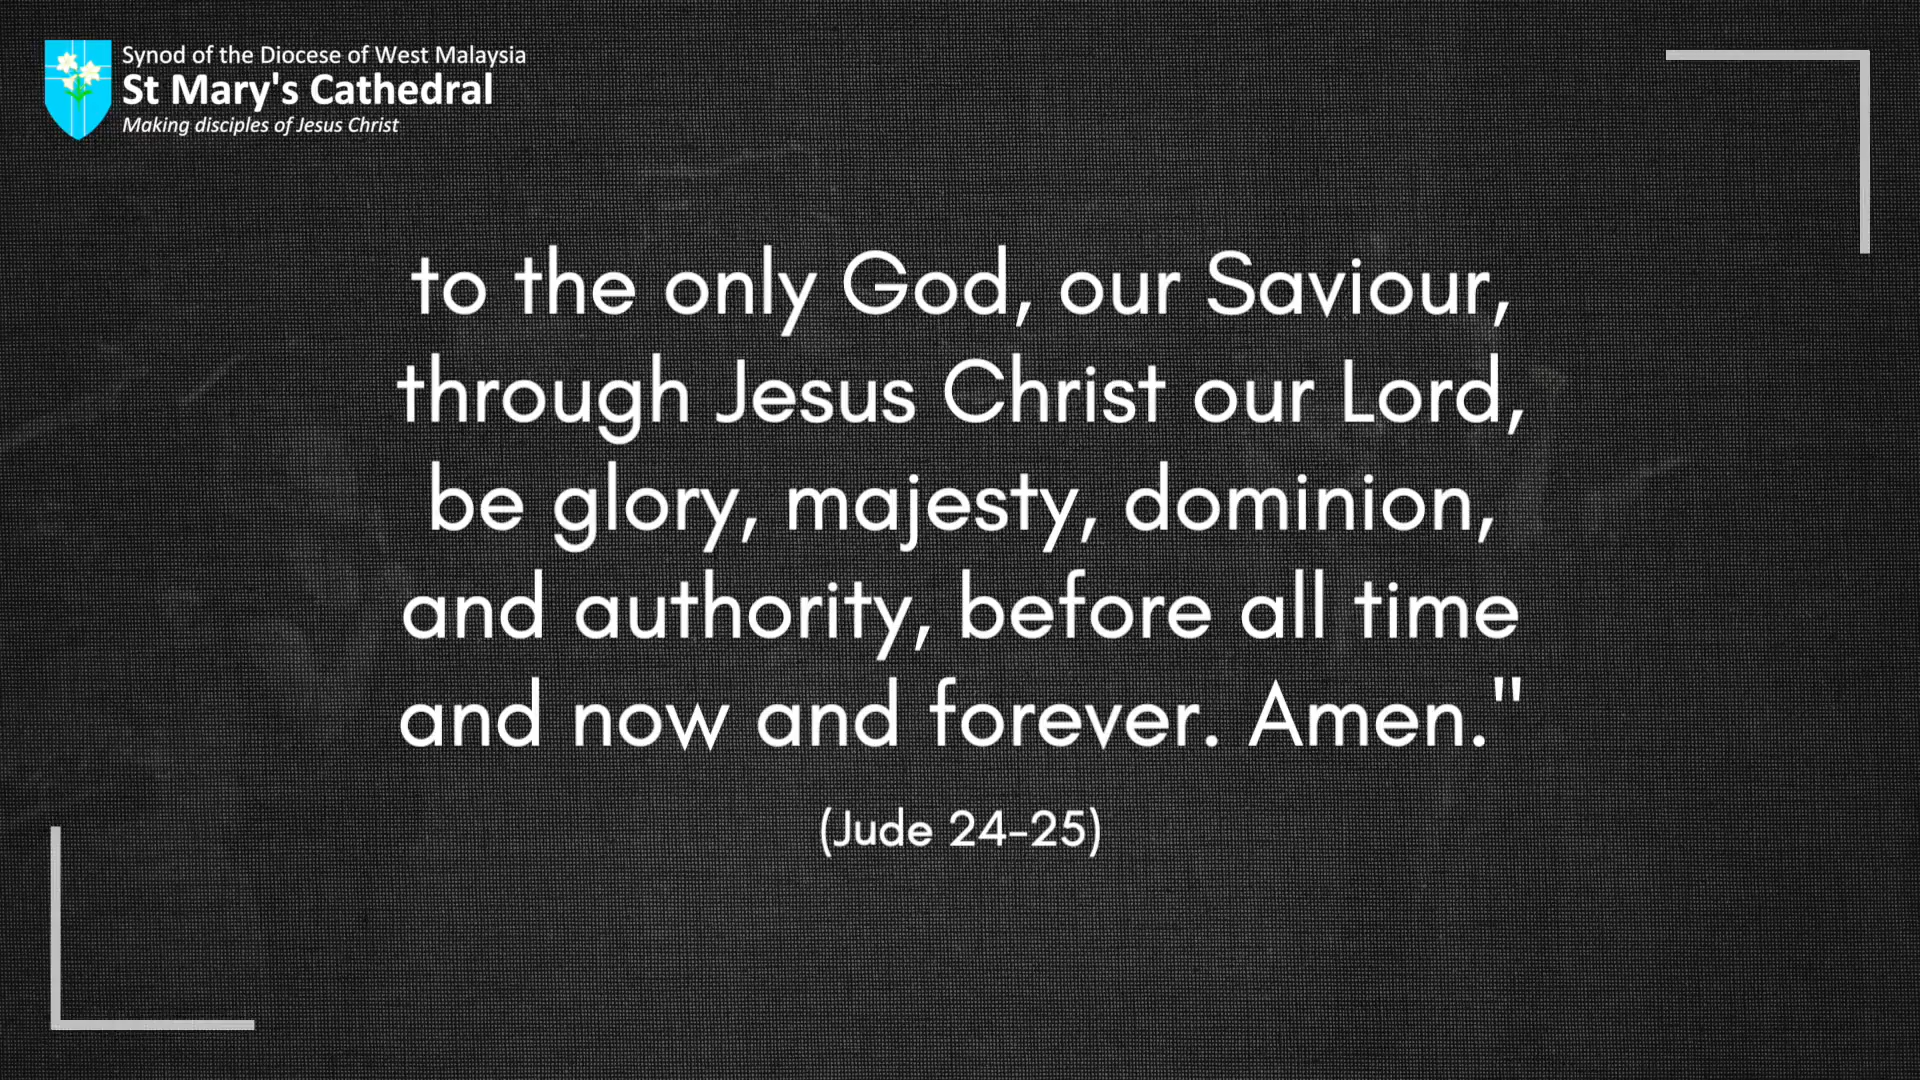 Synod of the Diocese of West Malaysia
St Mary's Cathedral
Making disciples of Jesus Christ
to the only God, our Saviour,
through Jesus Christ our Lord,
be glory, majesty, dominion,
and authority, before all time
and now and forever. Amen."
(Jude 24-25)